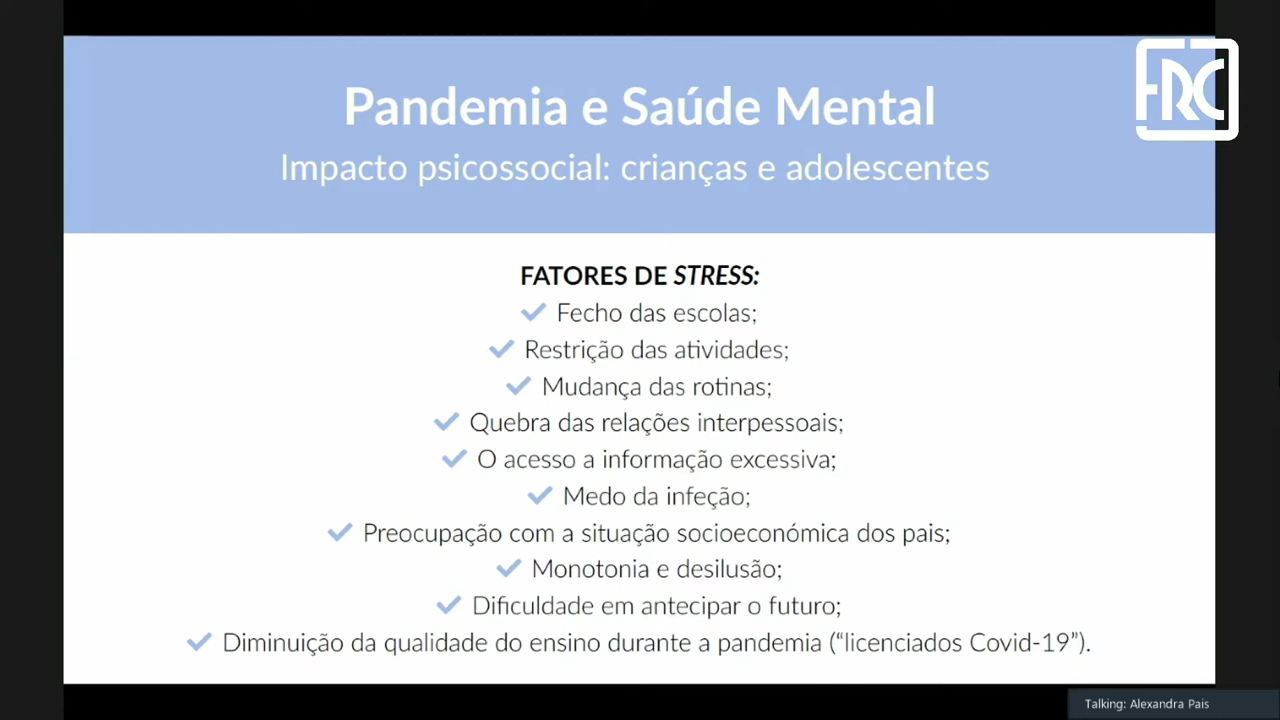 FRC
Pandemia e Saúde Mental
Impacto psicossocial: crianças e adolescentes
FATORES DE STRESS:
Fecho das escolas;
Restrição das atividades;
Mudança das rotinas;
Quebra das relações interpessoais;
O acesso a informação excessiva;
Medo da infeção;
Preocupação com a situação socioeconómica dos pais;
Monotonia e desilusão;
Dificuldade em antecipar o futuro;
Diminuição da qualidade do ensino durante a pandemia (“licenciados Covid-19”).
Talking: Alexandra Pais